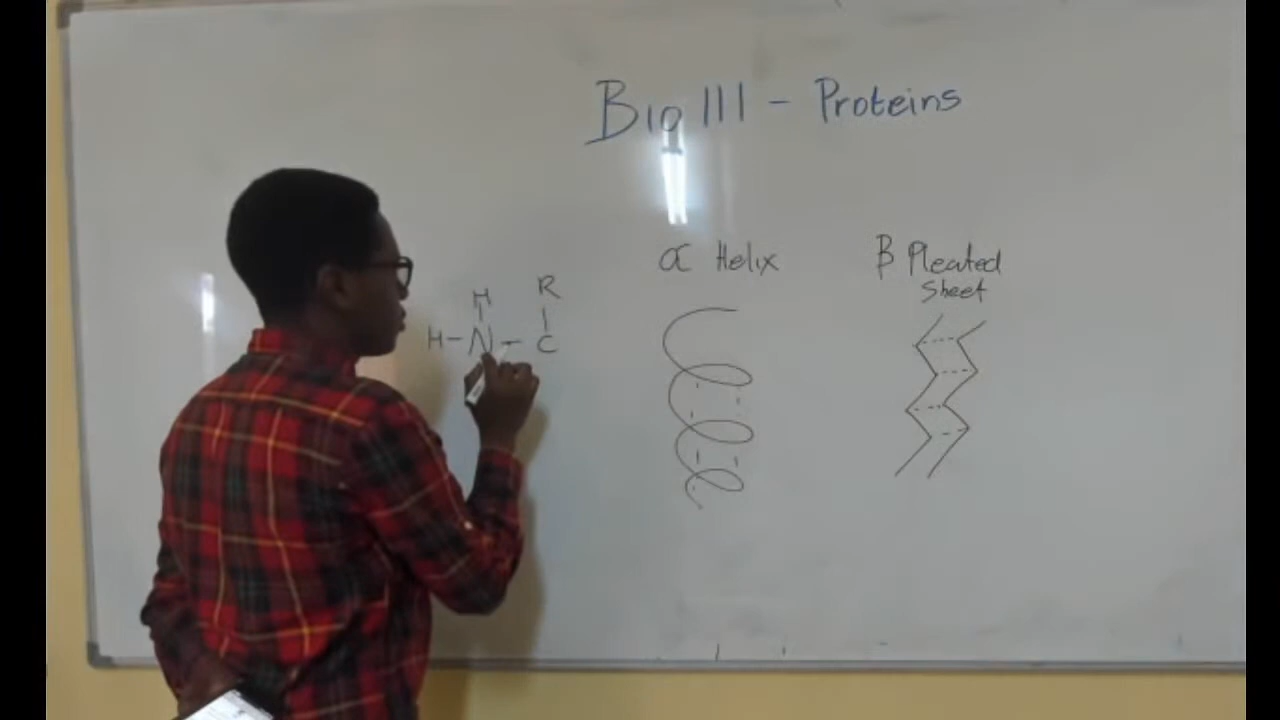 Bio 111 - Proteins
α Helix
β Pleated
Sheet
H R
H - N - C